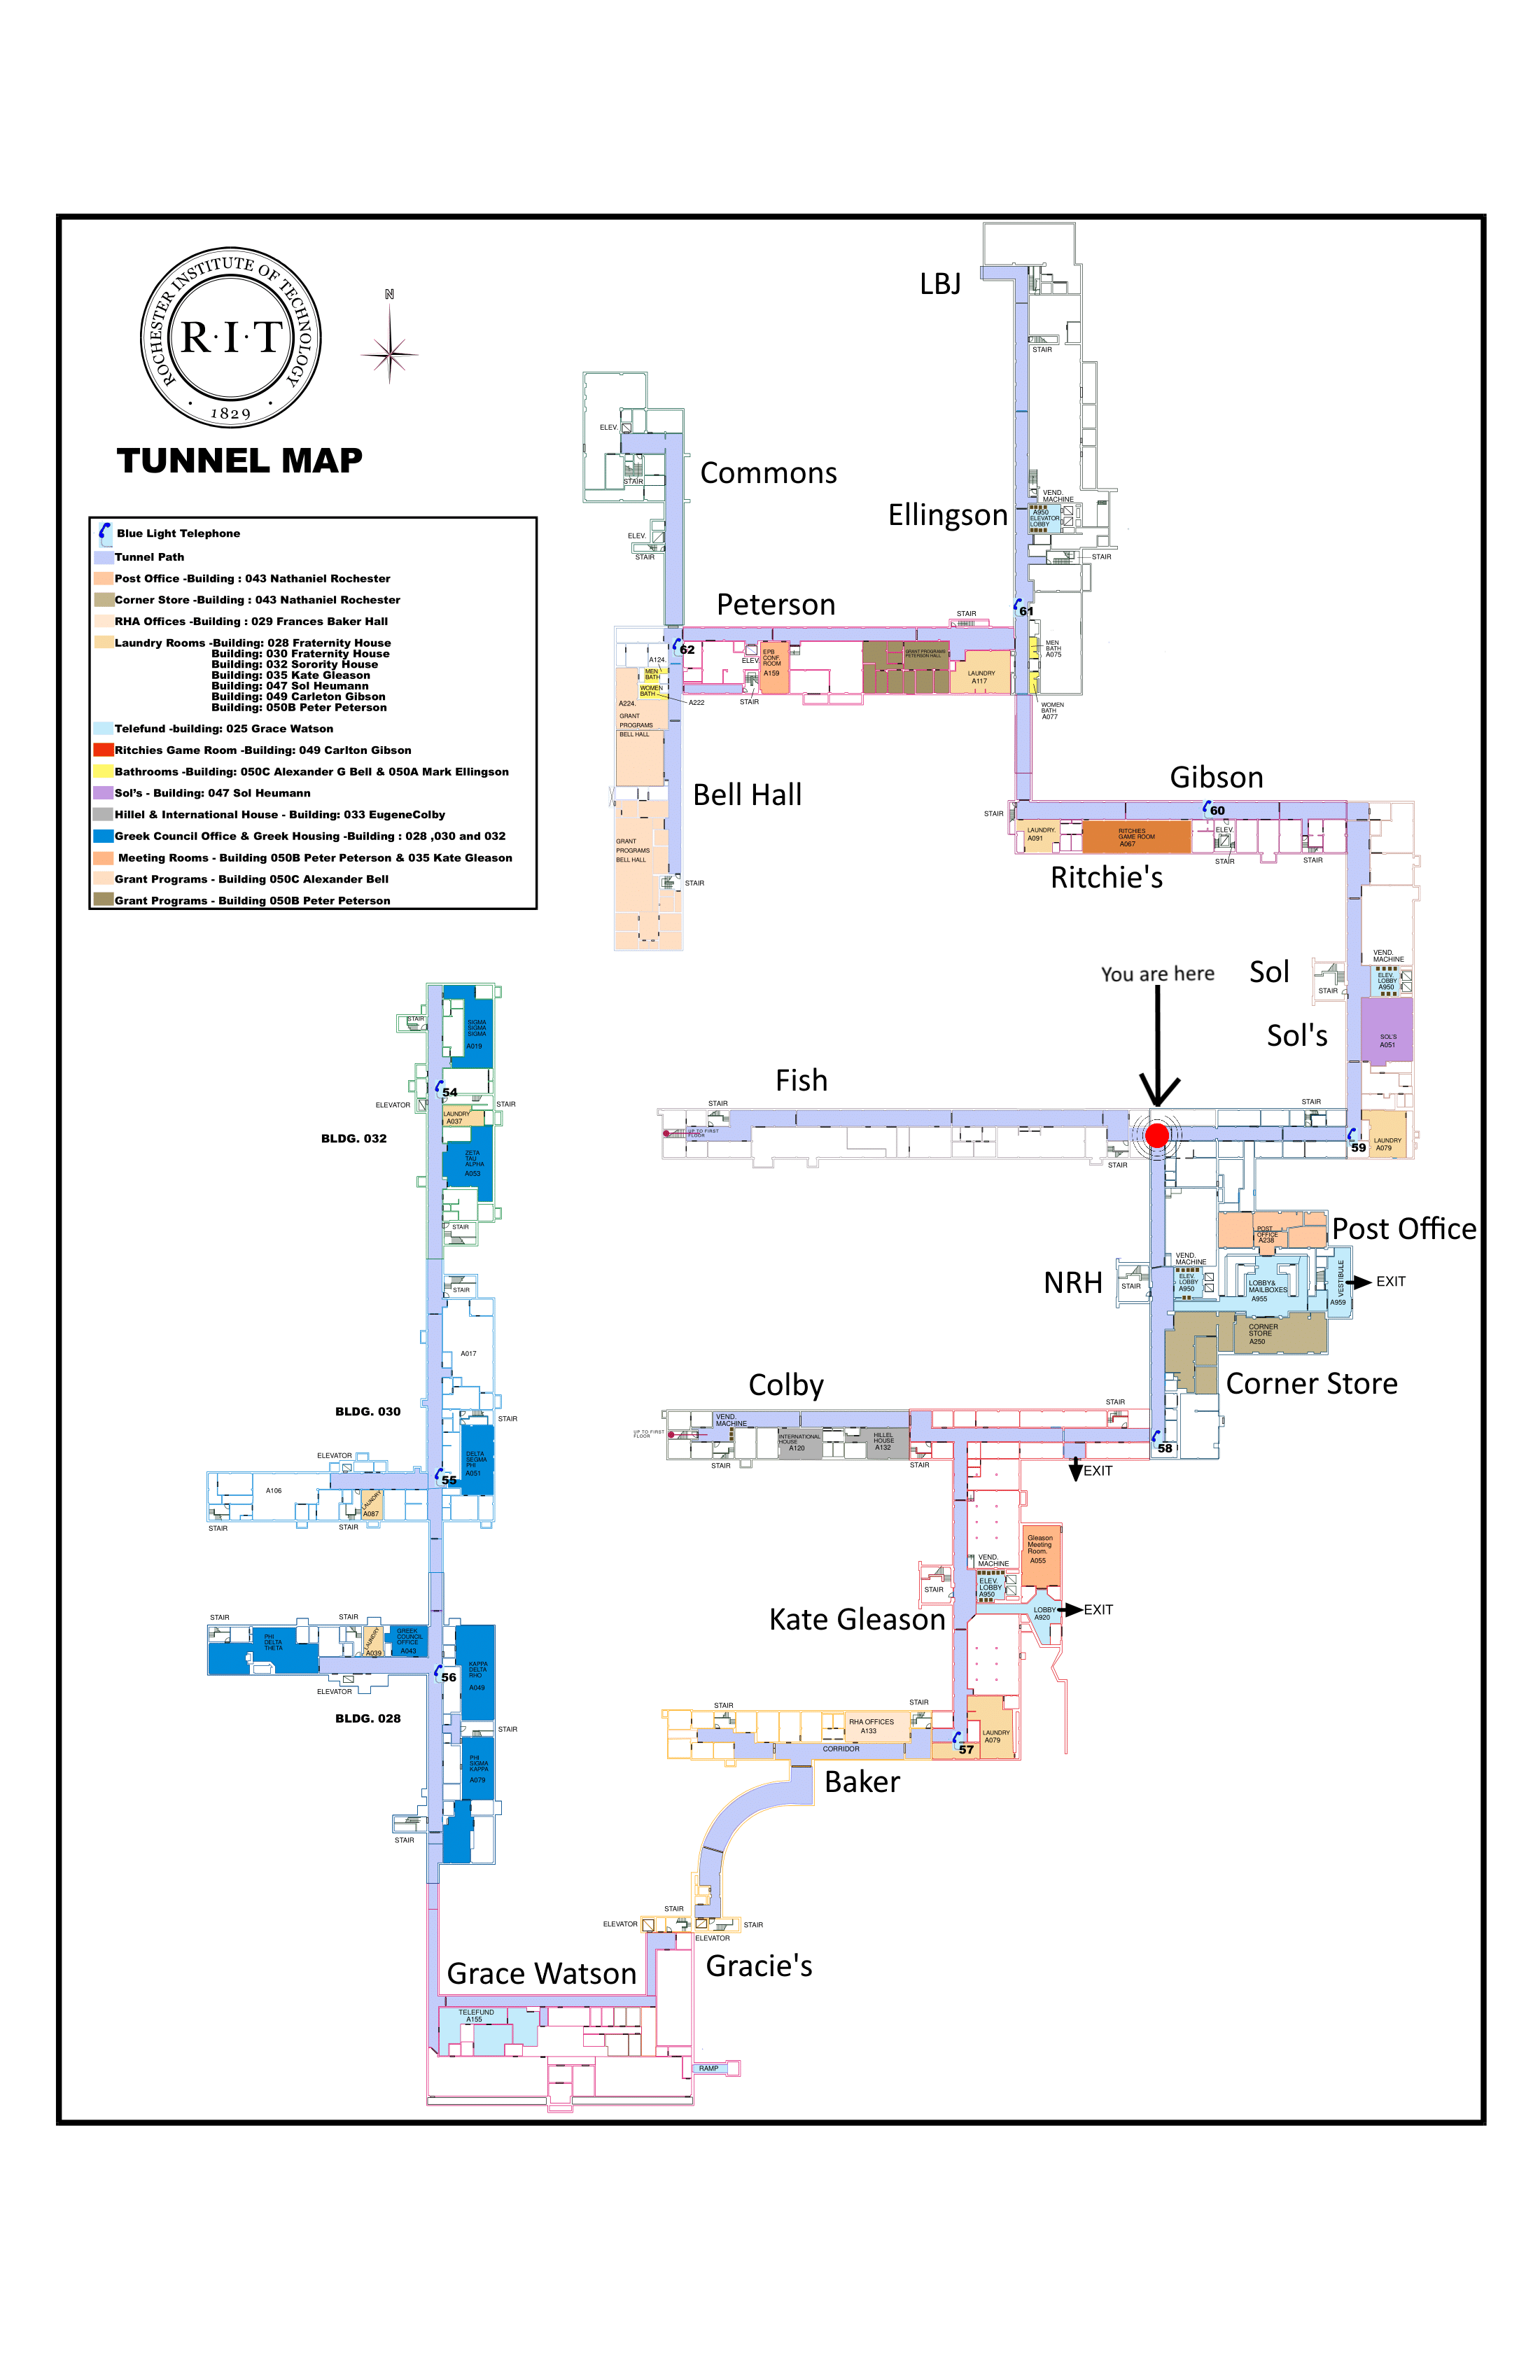 ROCHESTER INSTITUTE OF TECHNOLOGY
R·I·T
· 1829 ·
TUNNEL MAP
N
Blue Light Telephone
Tunnel Path
Post Office -Building : 043 Nathaniel Rochester
Corner Store -Building : 043 Nathaniel Rochester
RHA Offices -Building : 029 Frances Baker Hall
Laundry Rooms -Building: 028 Fraternity House
Building: 030 Fraternity House
Building: 032 Sorority House
Building: 035 Kate Gleason
Building: 047 Sol Heumann
Building: 049 Carleton Gibson
Building: 050B Peter Peterson
Telefund -building: 025 Grace Watson
Ritchies Game Room -Building: 049 Carlton Gibson
Bathrooms -Building: 050C Alexander G Bell & 050A Mark Ellingson
Sol's - Building: 047 Sol Heumann
Hillel & International House - Building: 033 EugeneColby
Greek Council Office & Greek Housing -Building : 028 ,030 and 032
Meeting Rooms - Building 050B Peter Peterson & 035 Kate Gleason
Grant Programs - Building 050C Alexander Bell
Grant Programs - Building 050B Peter Peterson
LBJ
STAIR
VEND.
MACHINE
A950
ELEVATOR
LOBBY
STAIR
Ellingson
61
MEN
BATH
A075
WOMEN
BATH
A077
Commons
ELEV.
STAIR
ELEV.
STAIR
Peterson
STAIR
62
A124.
MEN
BATH
WOMEN
BATH
A222
ELEV.
STAIR
EPB
CONF.
ROOM
A159
GRANT PROGRAMS
PETERSON HALL
LAUNDRY
A117
A224.
GRANT
PROGRAMS
BELL HALL
Bell Hall
GRANT
PROGRAMS
BELL HALL
STAIR
Gibson
60
STAIR
LAUNDRY.
A091
RITCHIES
GAME ROOM
A067
ELEV.
STAIR
STAIR
Ritchie's
VEND.
MACHINE
Sol
STAIR
ELEV.
LOBBY
A950
Sol's
SOL'S
A051
You are here
Fish
STAIR
UP TO FIRST
FLOOR
STAIR
STAIR
59
LAUNDRY
A079
Post Office
POST
OFFICE
A238
VEND.
MACHINE
NRH
STAIR
ELEV.
LOBBY
A950
LOBBY&
MAILBOXES
A955
VESTIBULE
A959
EXIT
CORNER
STORE
A250
Corner Store
Colby
STAIR
VEND.
MACHINE
UP TO FIRST
FLOOR
INTERNATIONAL
HOUSE
A120
HILLEL
HOUSE
A132
STAIR
STAIR
58
EXIT
Gleason
Meeting
Room.
A055
VEND.
MACHINE
STAIR
ELEV.
LOBBY
A950
LOBBY
A920
EXIT
Kate Gleason
STAIR
STAIR
RHA OFFICES
A133
CORRIDOR
57
LAUNDRY
A079
Baker
STAIR
ELEVATOR
STAIR
ELEVATOR
Gracie's
Grace Watson
TELEFUND
A155
RAMP
STAIR
SIGMA
SIGMA
SIGMA
A019
54
ELEVATOR
STAIR
LAUNDRY
A037
BLDG. 032
ZETA
TAU
ALPHA
A053
STAIR
STAIR
A017
BLDG. 030
STAIR
DELTA
SEGMA
PHI
A051
ELEVATOR
55
A106
LAUNDRY
A087
STAIR
STAIR
STAIR
STAIR
PHI
DELTA
THETA
LAUNDRY
A039
GREEK
COUNCIL
OFFICE
A043
KAPPA
DELTA
RHO
A049
56
ELEVATOR
BLDG. 028
STAIR
PHI
SIGMA
KAPPA
A079
STAIR